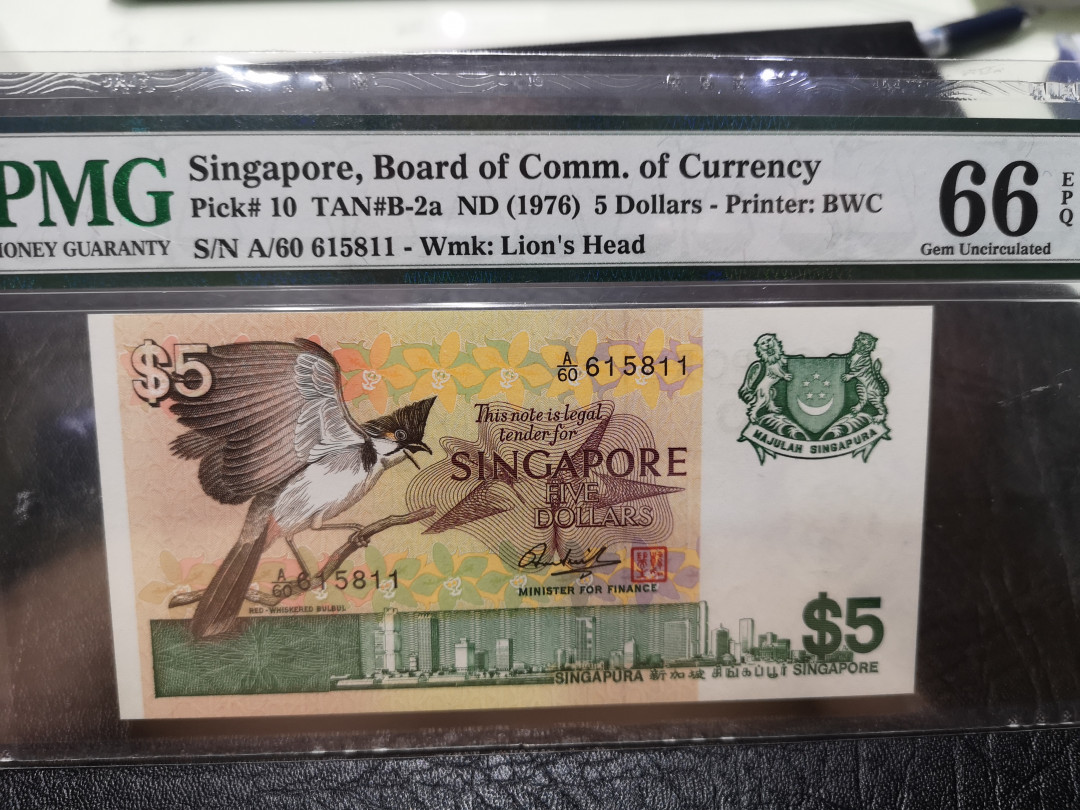 PMG
MONEY GUARANTY
Singapore, Board of Comm. of Currency
Pick# 10 TAN#B-2a ND (1976) 5 Dollars - Printer: BWC
S/N A/60 615811 - Wmk: Lion's Head
66
EPQ
Gem Uncirculated
$5
A/60 615811
This note is legal
tender for
SINGAPORE
FIVE
DOLLARS
MAJULAH SINGAPURA
MINISTER FOR FINANCE
A/60 615811
RED-WHISKERED BULBUL
$5
SINGAPURA 新加坡 சிங்கப்பூர் SINGAPORE